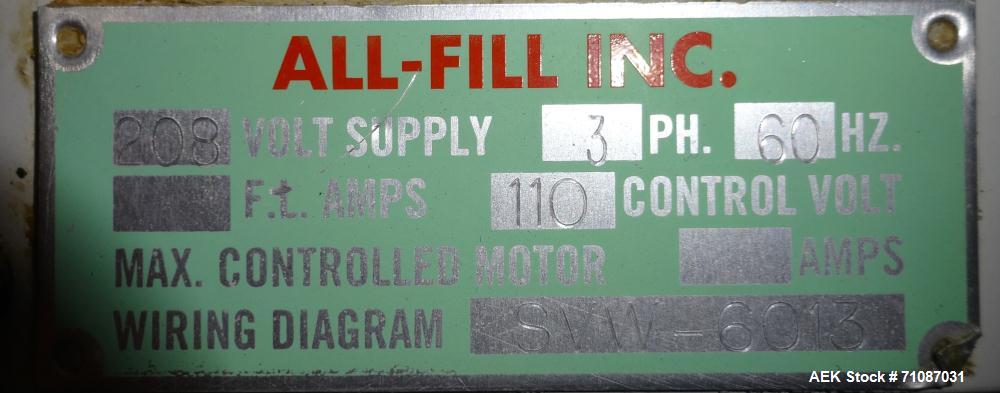 ALL-FILL INC.
208 VOLT SUPPLY 3 PH. 60 HZ.
F.L. AMPS 110 CONTROL VOLT
MAX. CONTROLLED MOTOR AMPS
WIRING DIAGRAM SVW-6013
AEK Stock # 71087031